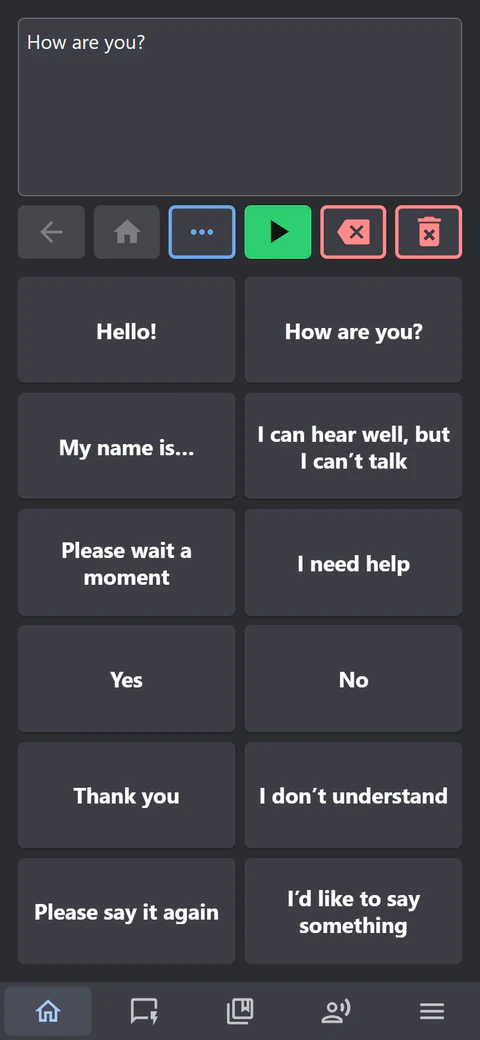 How are you?
Hello!
How are you?
My name is...
I can hear well, but
I can’t talk
Please wait a
moment
I need help
Yes
No
Thank you
I don’t understand
Please say it again
I’d like to say
something